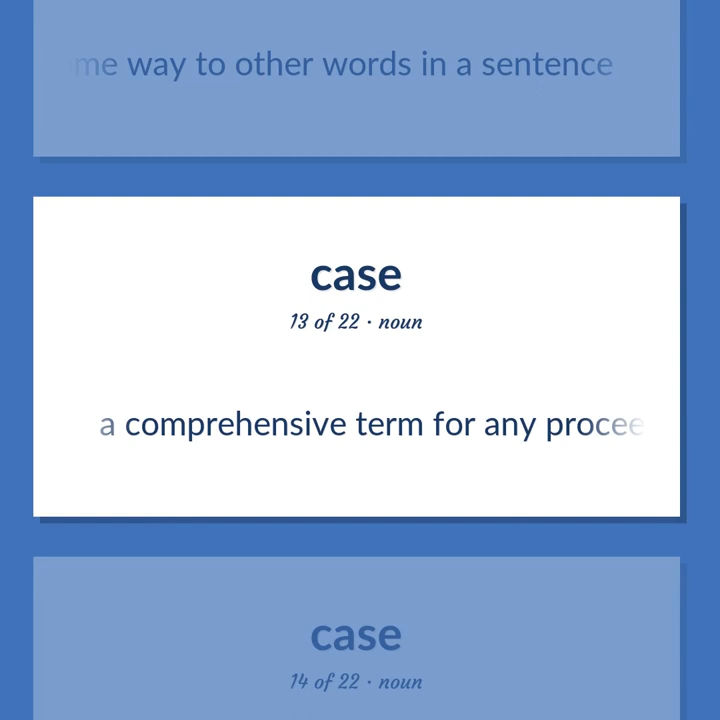 me way to other words in a sentence
case
13 of 22 · noun
a comprehensive term for any procee
case
14 of 22 · noun